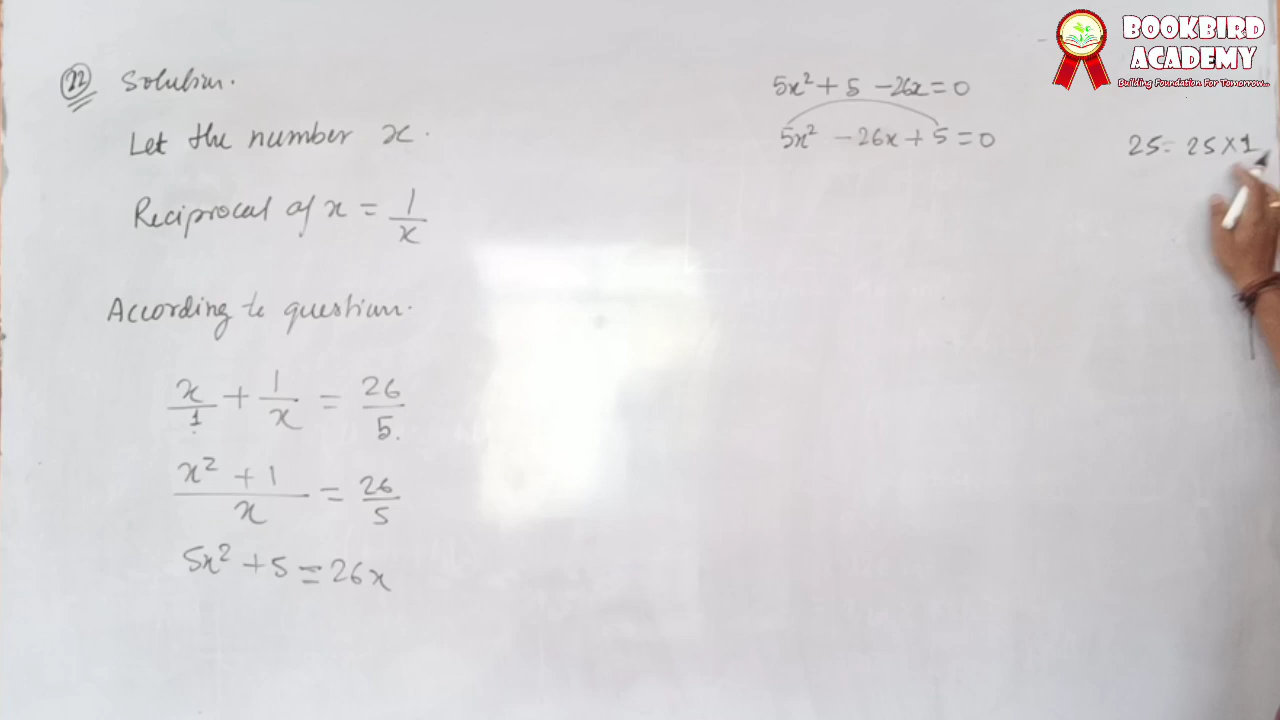 22 Solution.
Let the number x.
Reciprocal of x = 1/x
According to question.
x/1 + 1/x = 26/5.
x² + 1/x = 26/5
5x² + 5 = 26x
5x² + 5 - 26x = 0
5x² - 26x + 5 = 0
25 = 25 × 1
BOOKBIRD
ACADEMY
Building Foundation For Tomorrow...